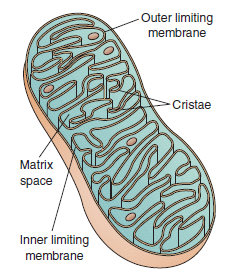 Outer limiting
membrane
Cristae
Matrix
space
Inner limiting
membrane